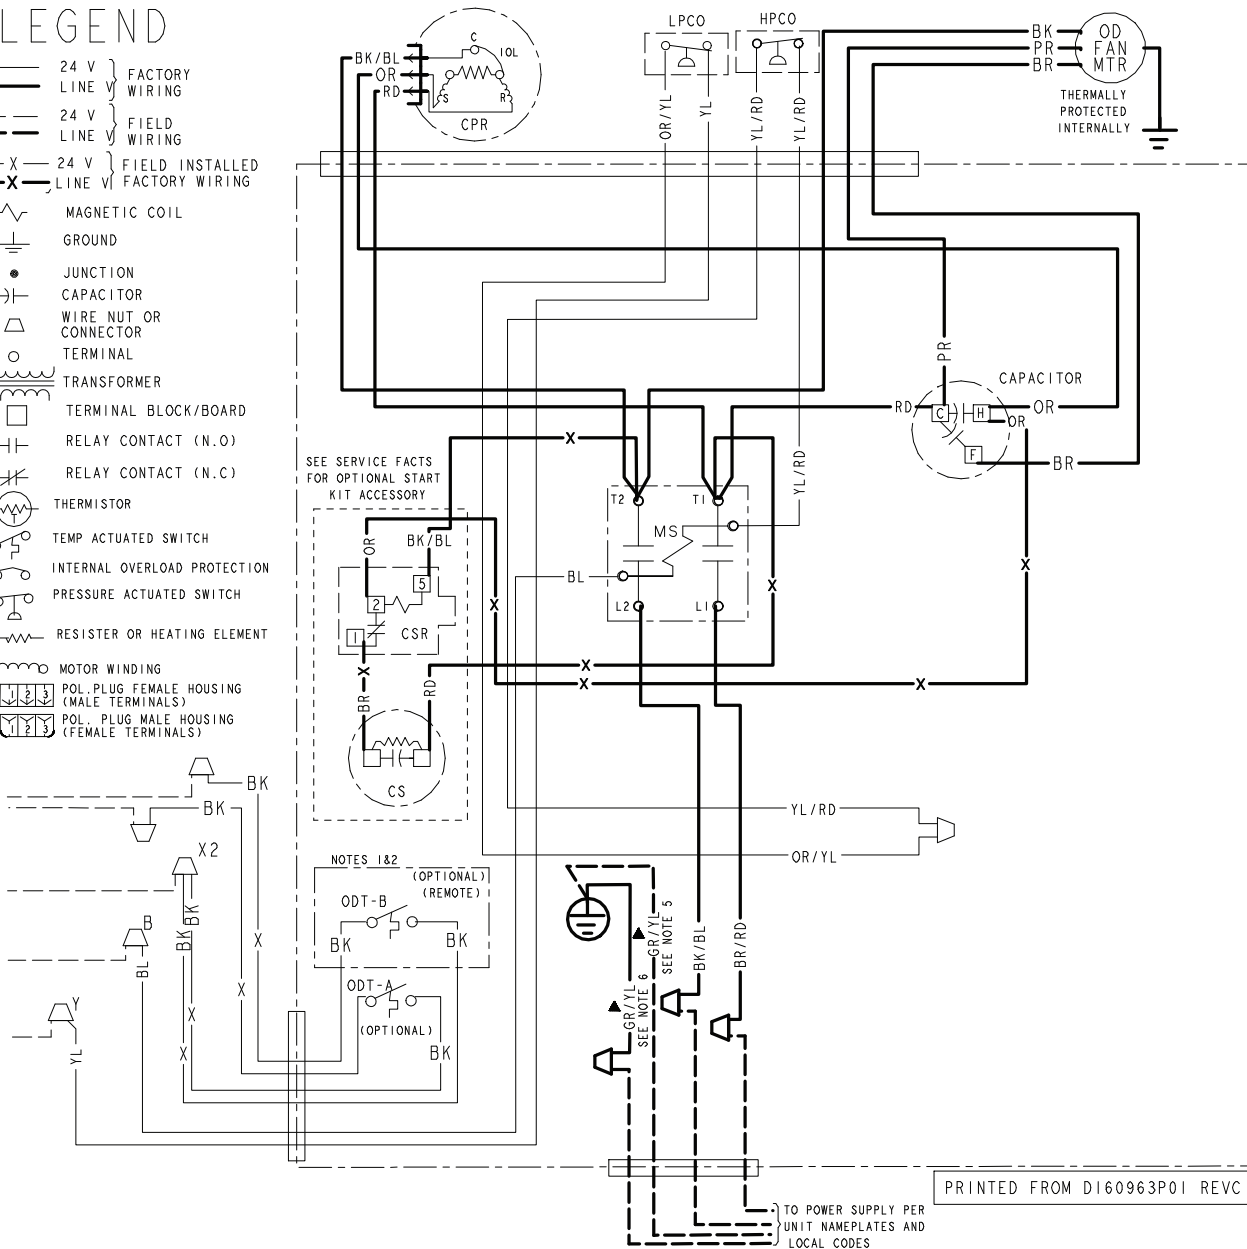 LEGEND
24 V
LINE V
FACTORY
WIRING
24 V
LINE V
FIELD
WIRING
X
24 V
X
LINE V
FIELD INSTALLED
FACTORY WIRING
MAGNETIC COIL
GROUND
JUNCTION
CAPACITOR
WIRE NUT OR
CONNECTOR
TERMINAL
TRANSFORMER
TERMINAL BLOCK/BOARD
RELAY CONTACT (N.O)
RELAY CONTACT (N.C)
THERMISTOR
T
TEMP ACTUATED SWITCH
INTERNAL OVERLOAD PROTECTION
PRESSURE ACTUATED SWITCH
RESISTER OR HEATING ELEMENT
MOTOR WINDING
1 2 3
POL.PLUG FEMALE HOUSING
(MALE TERMINALS)
1 2 3
POL. PLUG MALE HOUSING
(FEMALE TERMINALS)
BK/BL
OR
RD
C
IOL
S
R
CPR
LPCO
HPCO
OR/YL
YL
YL/RD
YL/RD
BK
PR
BR
OD
FAN
MTR
THERMALLY
PROTECTED
INTERNALLY
PR
CAPACITOR
RD
C
H
OR
OR
F
BR
YL/RD
X
SEE SERVICE FACTS
FOR OPTIONAL START
KIT ACCESSORY
OR
BK/BL
5
2
1
CSR
X
BR
RD
CS
T2
T1
MS
BL
L2
L1
X
X
X
X
X
X
YL/RD
OR/YL
BK
BK
X2
BK
BK
B
BL
Y
YL
X
X
X
X
NOTES 1&2
(OPTIONAL)
(REMOTE)
ODT-B
BK
BK
ODT-A
(OPTIONAL)
BK
GR/YL
SEE NOTE 5
GR/YL
SEE NOTE 6
BK/BL
BR/RD
PRINTED FROM D160963P01 REVC
TO POWER SUPPLY PER
UNIT NAMEPLATES AND
LOCAL CODES